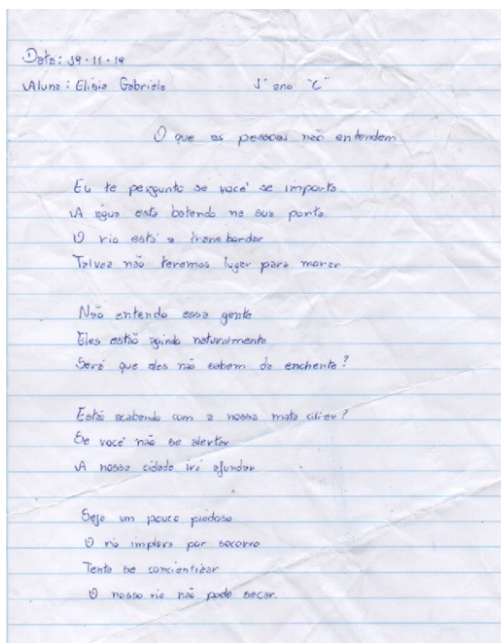 Data: 19-11-19
Aluna: Elisia Gabriela 1º ano "C"
O que as pessoas não entendem
Eu te pergunto se você se importa
A água está batendo na sua porta
O rio está a transbordar
Talvez não teremos lugar para morar
Não entendo essa gente
Eles estão agindo naturalmente
Será que eles não sabem da enchente?
Estão acabando com a nossa mata ciliar?
Se você não se alertar
A nossa cidade irá afundar
Seja um pouco piedoso
O rio implora por socorro
Tenta se concientizar
O nosso rio não pode secar.